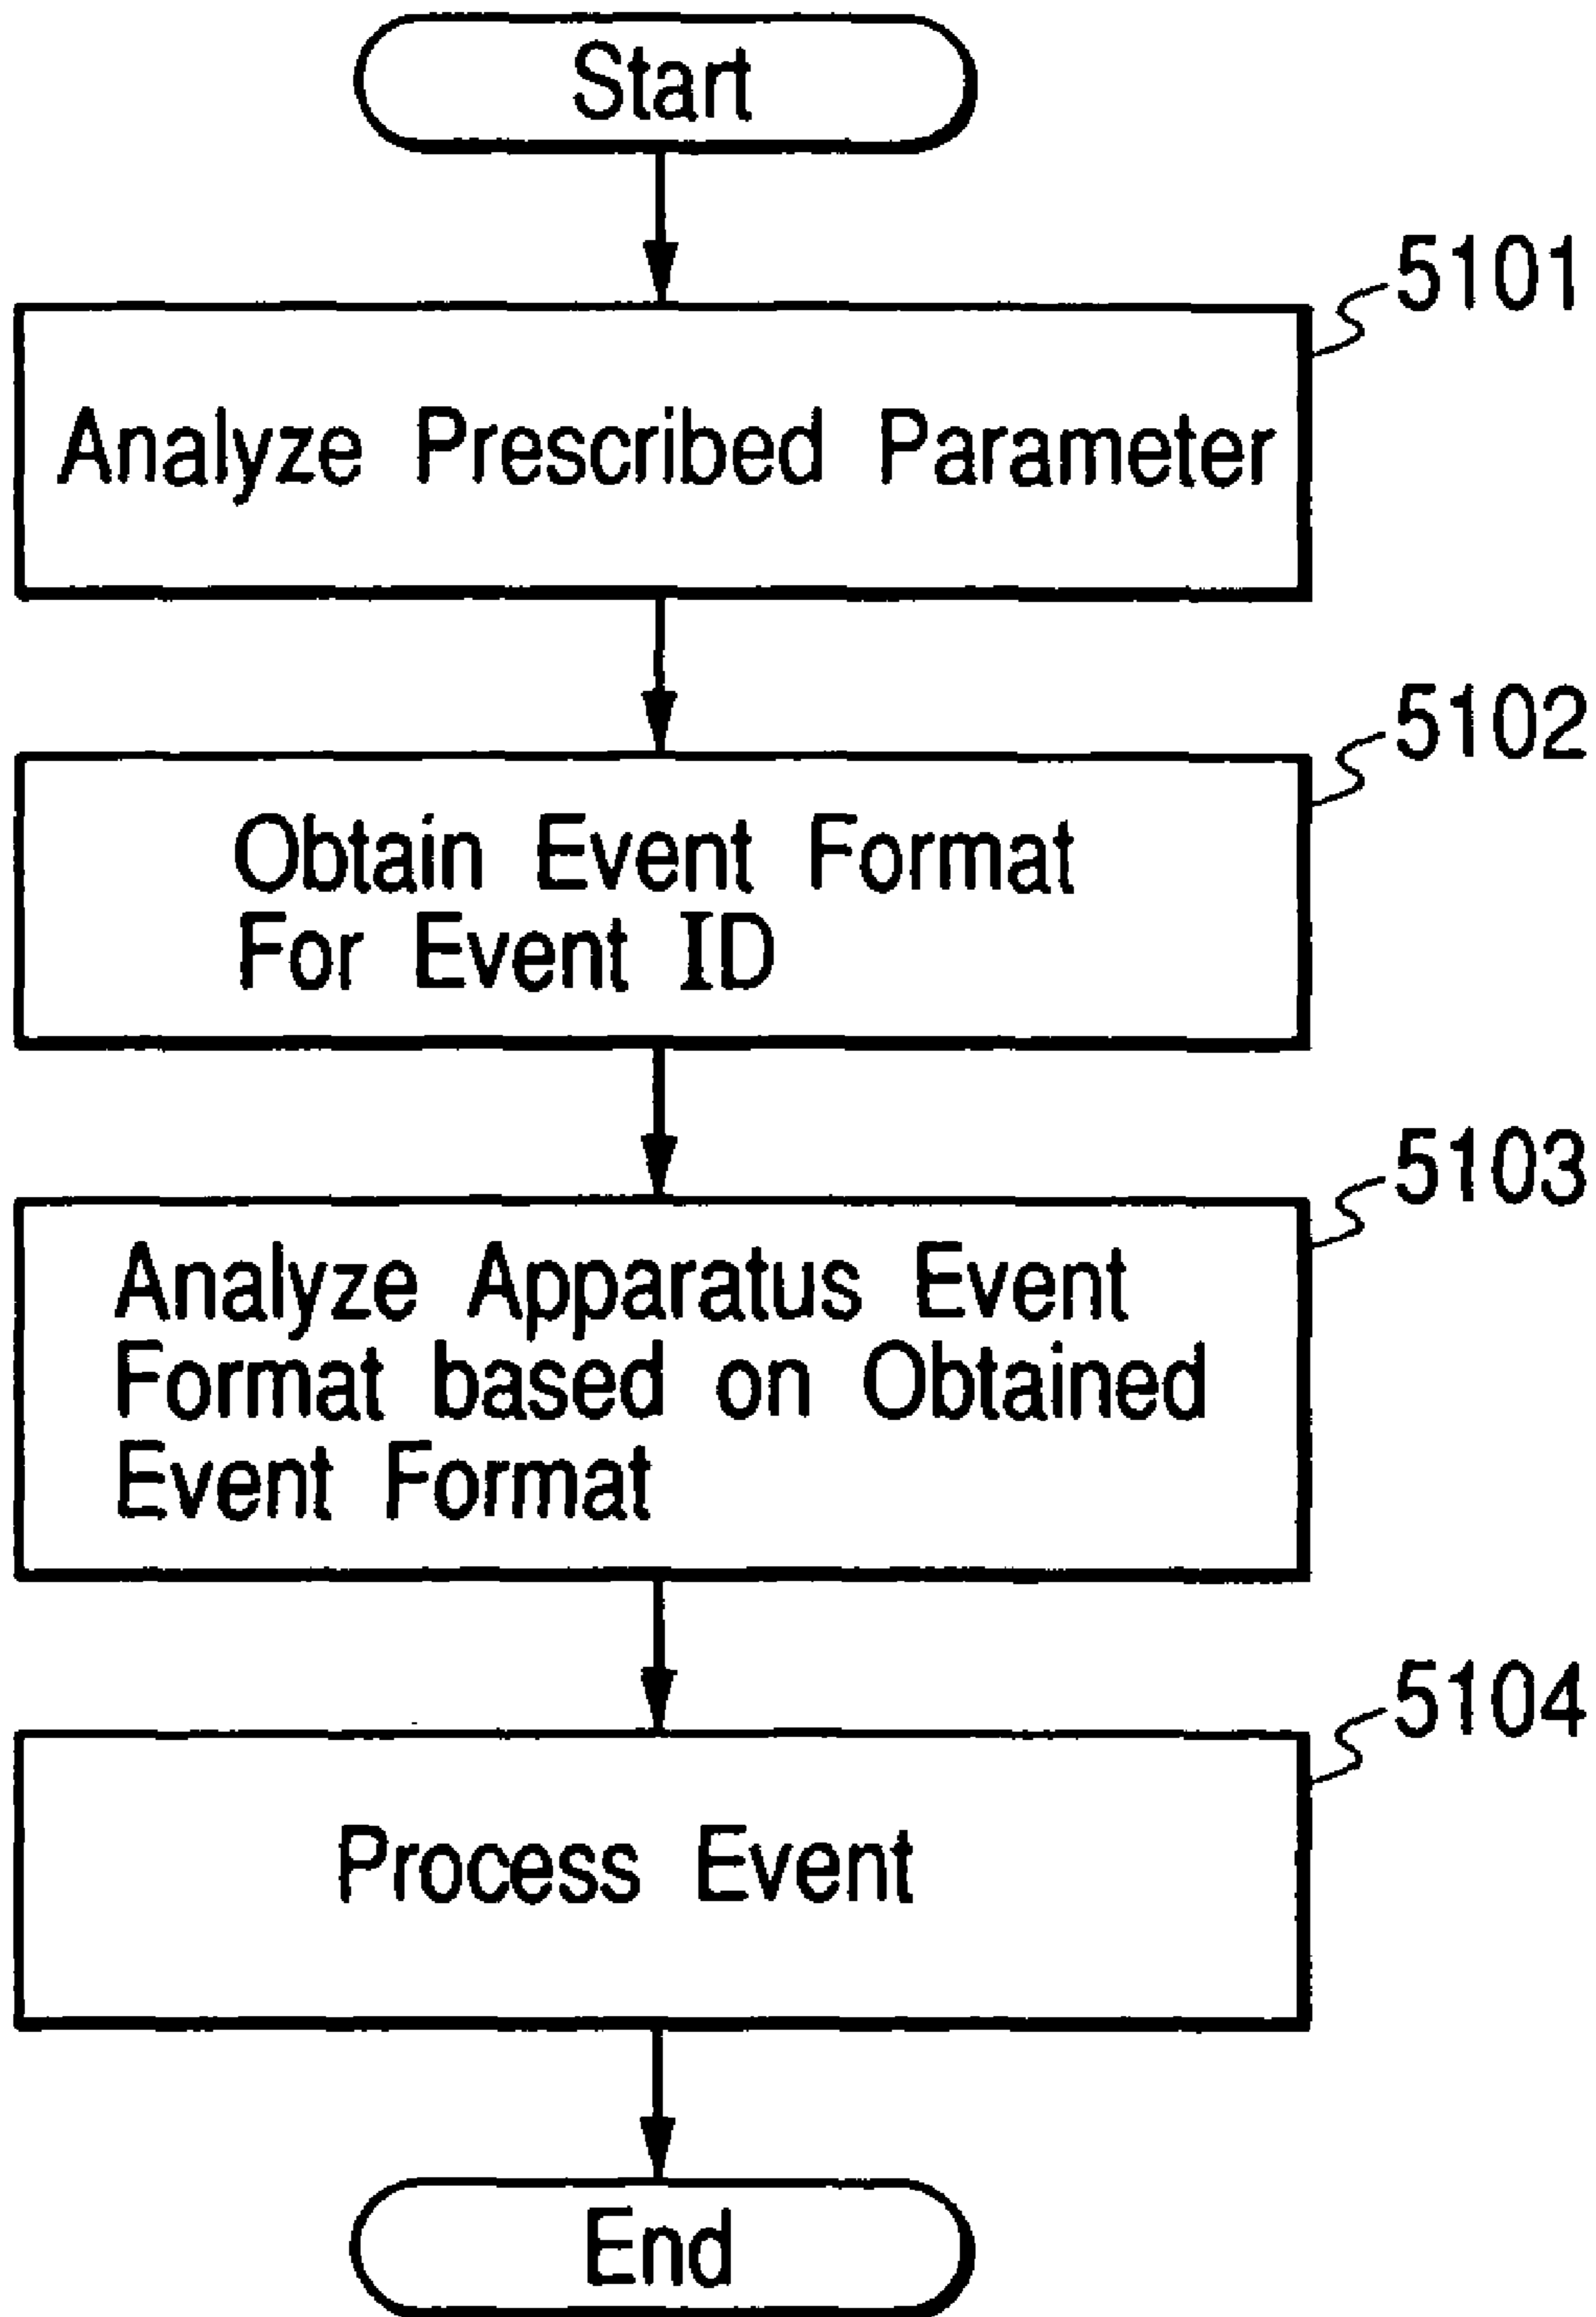 Start
5101
Analyze Prescribed Parameter
5102
Obtain Event Format
For Event ID
5103
Analyze Apparatus Event
Format based on Obtained
Event Format
5104
Process Event
End